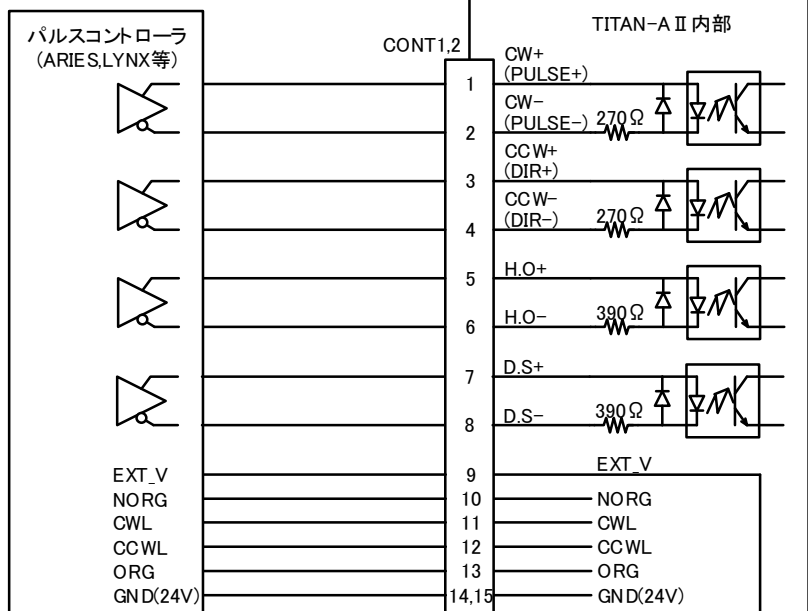 パルスコントローラ
(ARIES,LYNX等)
CONT1,2
TITAN-AⅡ内部
1
CW+
(PULSE+)
2
CW-
(PULSE-)
270Ω
3
CCW+
(DIR+)
4
CCW-
(DIR-)
270Ω
5
H.O+
6
H.O-
390Ω
7
D.S+
8
D.S-
390Ω
EXT_V
9
EXT_V
NORG
10
NORG
CWL
11
CWL
CCWL
12
CCWL
ORG
13
ORG
GND(24V)
14,15
GND(24V)